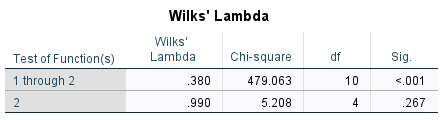 Wilks' Lambda
Test of Function(s) Wilks' Lambda Chi-square df Sig.
1 through 2 .380 479.063 10 <.001
2 .990 5.208 4 .267